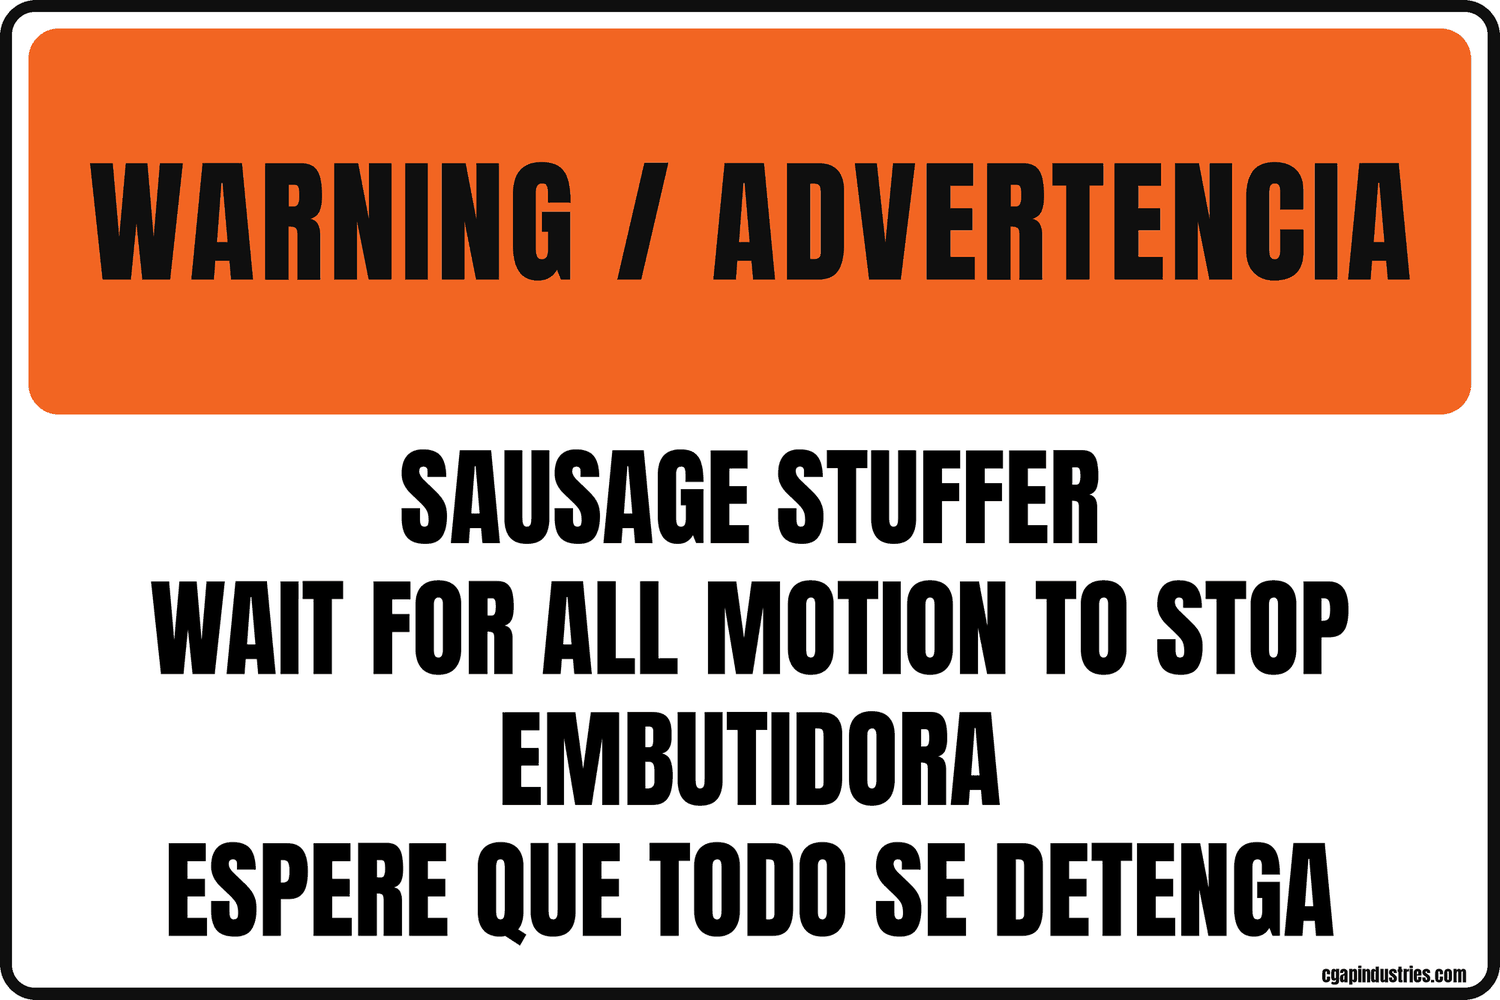 WARNING / ADVERTENCIA
SAUSAGE STUFFER
WAIT FOR ALL MOTION TO STOP
EMBUTIDORA
ESPERE QUE TODO SE DETENGA
cgapindustries.com